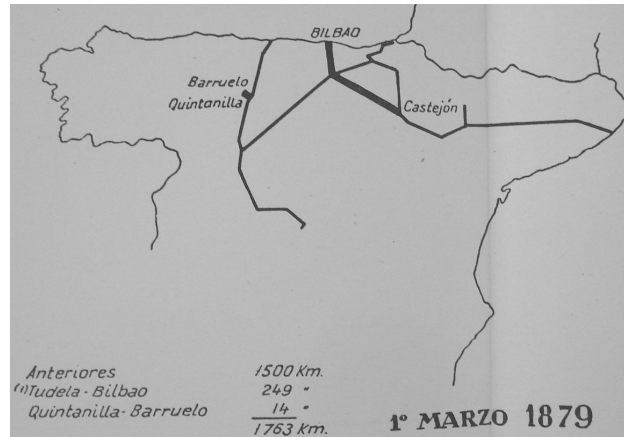 BILBAO
Barruelo
Quintanilla
Castejón
Anteriores 1500 Km.
(1) Tudela - Bilbao 249 "
Quintanilla - Barruelo 14 "
1763 Km.
1º MARZO 1879